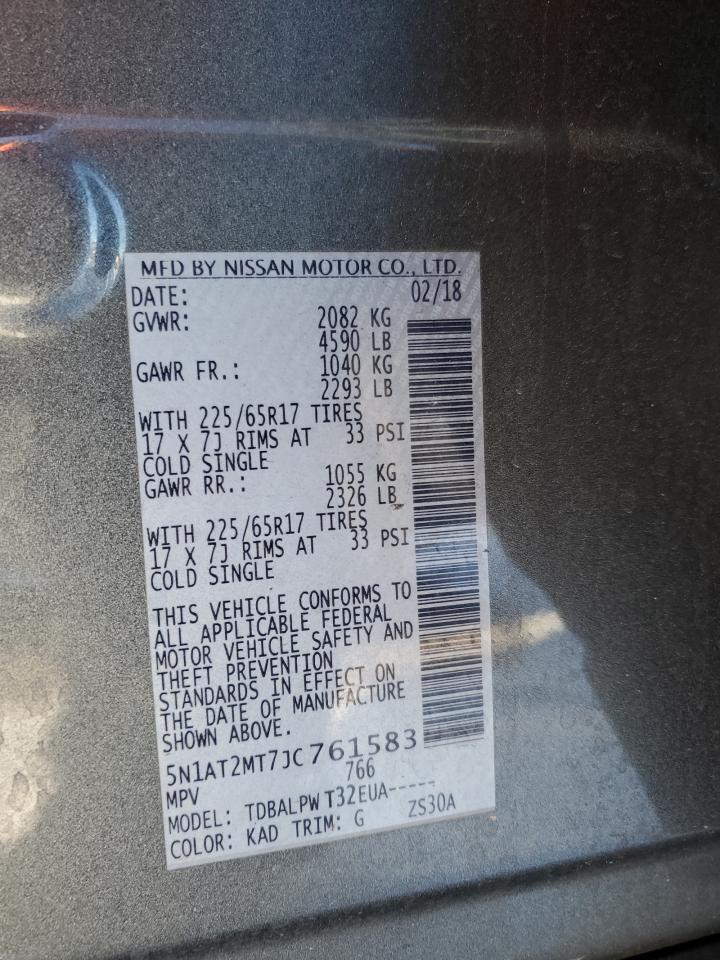 MFD BY NISSAN MOTOR CO., LTD.
DATE: 02/18
GVWR: 2082 KG
4590 LB
GAWR FR.: 1040 KG
2293 LB
WITH 225/65R17 TIRES
17 X 7J RIMS AT 33 PSI
COLD SINGLE
GAWR RR.: 1055 KG
2326 LB
WITH 225/65R17 TIRES
17 X 7J RIMS AT 33 PSI
COLD SINGLE
THIS VEHICLE CONFORMS TO
ALL APPLICABLE FEDERAL
MOTOR VEHICLE SAFETY AND
THEFT PREVENTION
STANDARDS IN EFFECT ON
THE DATE OF MANUFACTURE
SHOWN ABOVE.
5N1AT2MT7JC761583
MPV 766
MODEL: TDBALPWT32EUA-----
COLOR: KAD TRIM: G ZS30A